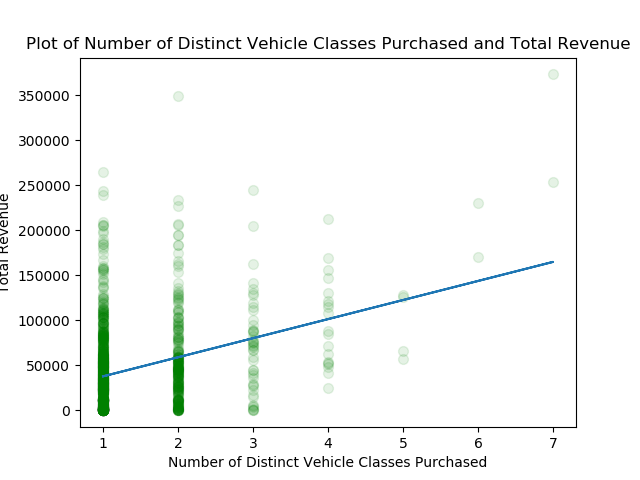 Plot of Number of Distinct Vehicle Classes Purchased and Total Revenue
350000
300000
250000
200000
150000
100000
50000
0
Total Revenue
1 2 3 4 5 6 7
Number of Distinct Vehicle Classes Purchased